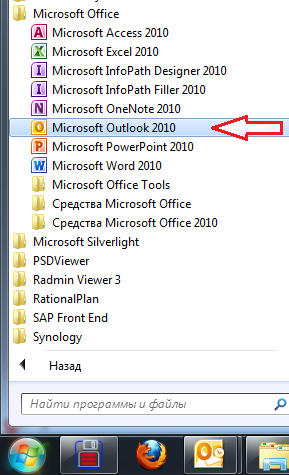 Microsoft Office
Microsoft Access 2010
Microsoft Excel 2010
Microsoft InfoPath Designer 2010
Microsoft InfoPath Filler 2010
Microsoft OneNote 2010
Microsoft Outlook 2010
Microsoft PowerPoint 2010
Microsoft Word 2010
Microsoft Office Tools
Средства Microsoft Office
Средства Microsoft Office 2010
Microsoft Silverlight
PSDViewer
Radmin Viewer 3
RationalPlan
SAP Front End
Synology
Назад
Найти программы и файлы